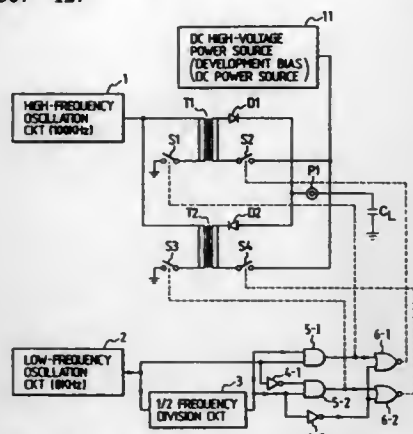 11
DC HIGH-VOLTAGE
POWER SOURCE
(DEVELOPMENT BIAS)
(DC POWER SOURCE)
1
HIGH-FREQUENCY
OSCILLATION
CKT (100KHz)
T1
D1
S1
S2
P1
CL
T2
D2
S3
S4
2
LOW-FREQUENCY
OSCILLATION
CKT (8KHz)
3
1/2 FREQUENCY
DIVISION CKT
4-1
5-1
5-2
6-1
6-2